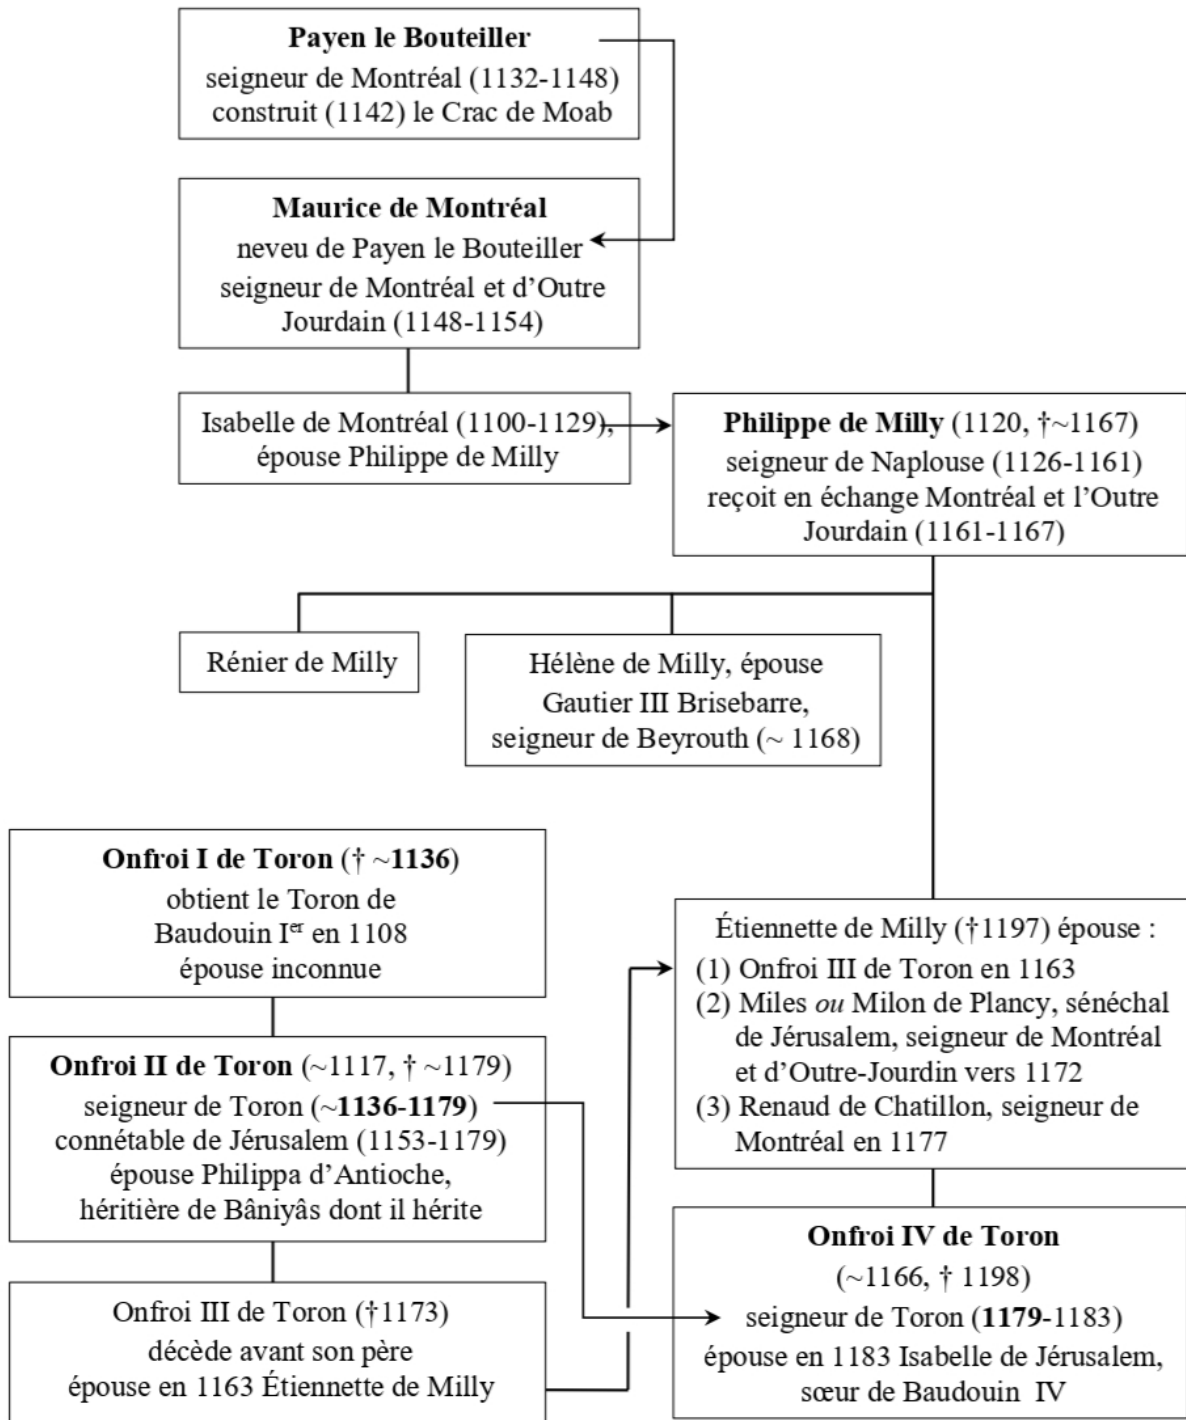 Payen le Bouteiller
seigneur de Montréal (1132-1148)
construit (1142) le Crac de Moab
Maurice de Montréal
neveu de Payen le Bouteiller
seigneur de Montréal et d’Outre
Jourdain (1148-1154)
Isabelle de Montréal (1100-1129),
épouse Philippe de Milly
Philippe de Milly (1120, †~1167)
seigneur de Naplouse (1126-1161)
reçoit en échange Montréal et l’Outre
Jourdain (1161-1167)
Rénier de Milly
Hélène de Milly, épouse
Gautier III Brisebarre,
seigneur de Beyrouth (~ 1168)
Onfroi I de Toron († ~1136)
obtient le Toron de
Baudouin Ier en 1108
épouse inconnue
Onfroi II de Toron (~1117, † ~1179)
seigneur de Toron (~1136-1179)
connétable de Jérusalem (1153-1179)
épouse Philippa d’Antioche,
héritière de Bâniyâs dont il hérite
Onfroi III de Toron (†1173)
décède avant son père
épouse en 1163 Étiennette de Milly
Étiennette de Milly (†1197) épouse :
(1) Onfroi III de Toron en 1163
(2) Miles ou Milon de Plancy, sénéchal
de Jérusalem, seigneur de Montréal
et d’Outre-Jourdin vers 1172
(3) Renaud de Chatillon, seigneur de
Montréal en 1177
Onfroi IV de Toron
(~1166, † 1198)
seigneur de Toron (1179-1183)
épouse en 1183 Isabelle de Jérusalem,
sœur de Baudouin IV